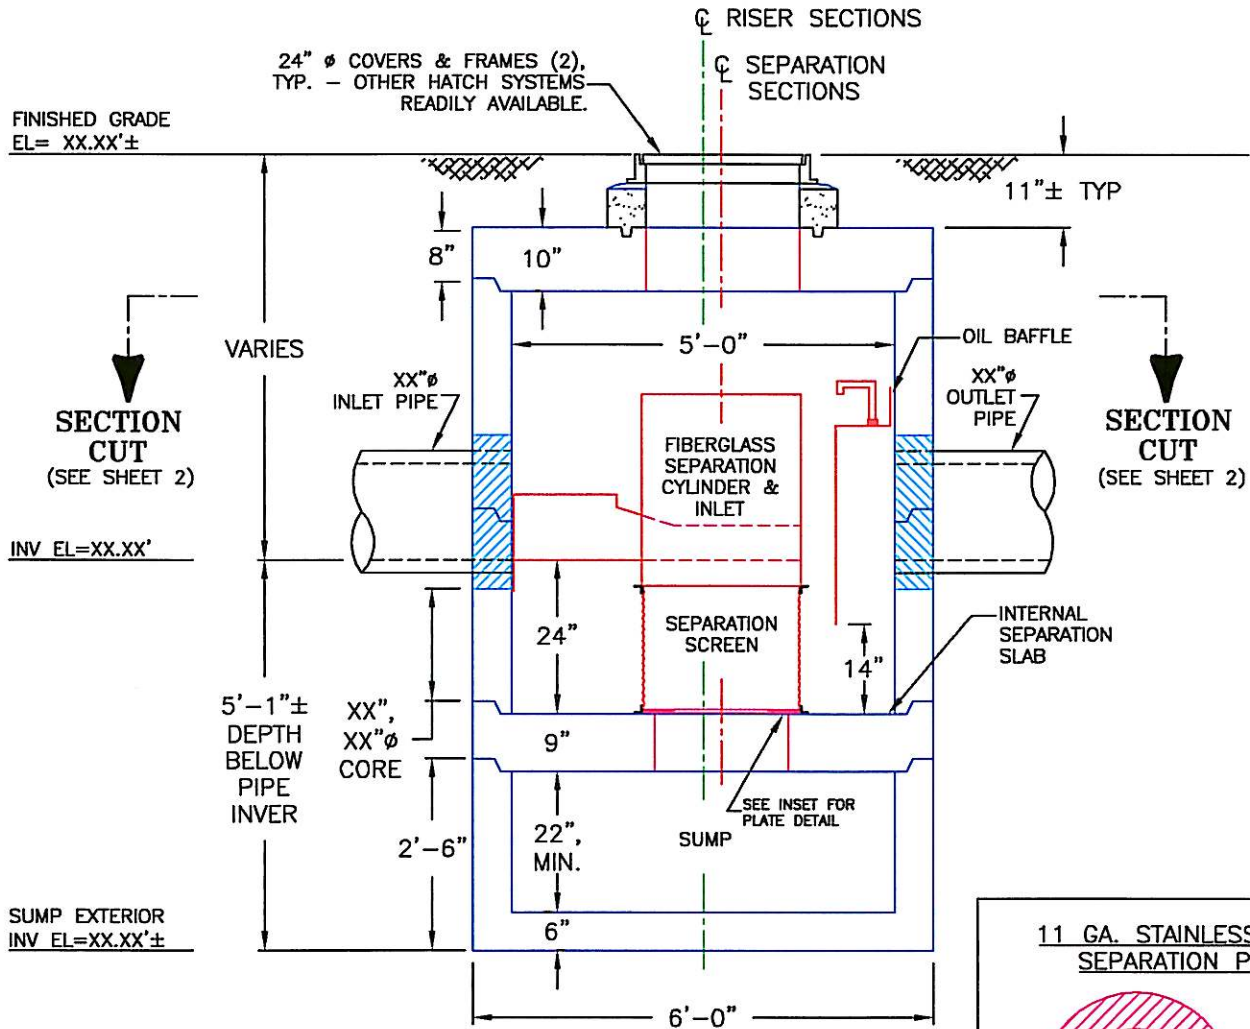 ℄ RISER SECTIONS
℄ SEPARATION
SECTIONS
24" ø COVERS & FRAMES (2),
TYP. – OTHER HATCH SYSTEMS
READILY AVAILABLE.
FINISHED GRADE
EL= XX.XX'±
11"± TYP
8"
10"
VARIES
5'-0"
OIL BAFFLE
XX"ø
INLET PIPE
XX"ø
OUTLET
PIPE
SECTION
CUT
(SEE SHEET 2)
SECTION
CUT
(SEE SHEET 2)
FIBERGLASS
SEPARATION
CYLINDER &
INLET
INV EL=XX.XX'
24"
SEPARATION
SCREEN
14"
INTERNAL
SEPARATION
SLAB
5'-1"±
DEPTH
BELOW
PIPE
INVER
XX",
XX"ø
CORE
9"
SEE INSET FOR
PLATE DETAIL
2'-6"
22",
MIN.
SUMP
SUMP EXTERIOR
INV EL=XX.XX'±
6"
6'-0"
11 GA. STAINLESS
SEPARATION P